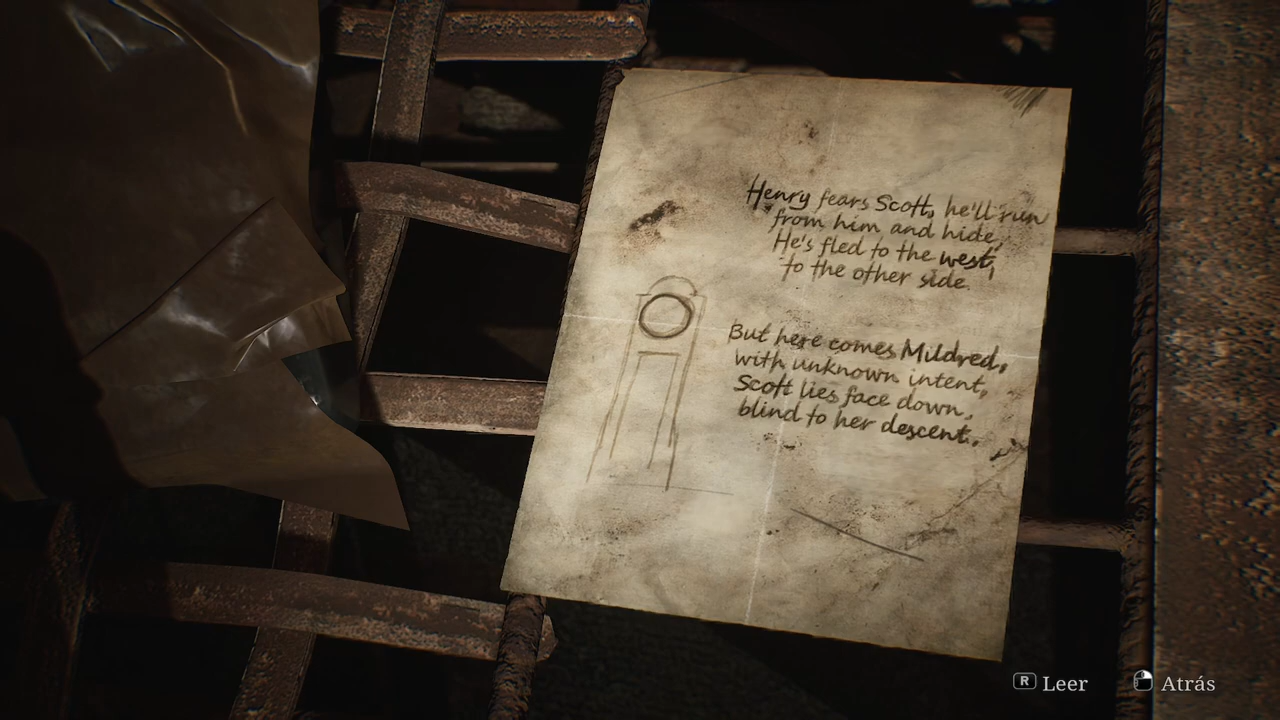 Henry fears Scott, he'll run
from him and hide,
He's fled to the west,
to the other side.
But here comes Mildred,
with unknown intent,
Scott lies face down,
blind to her descent.
R Leer
Atrás